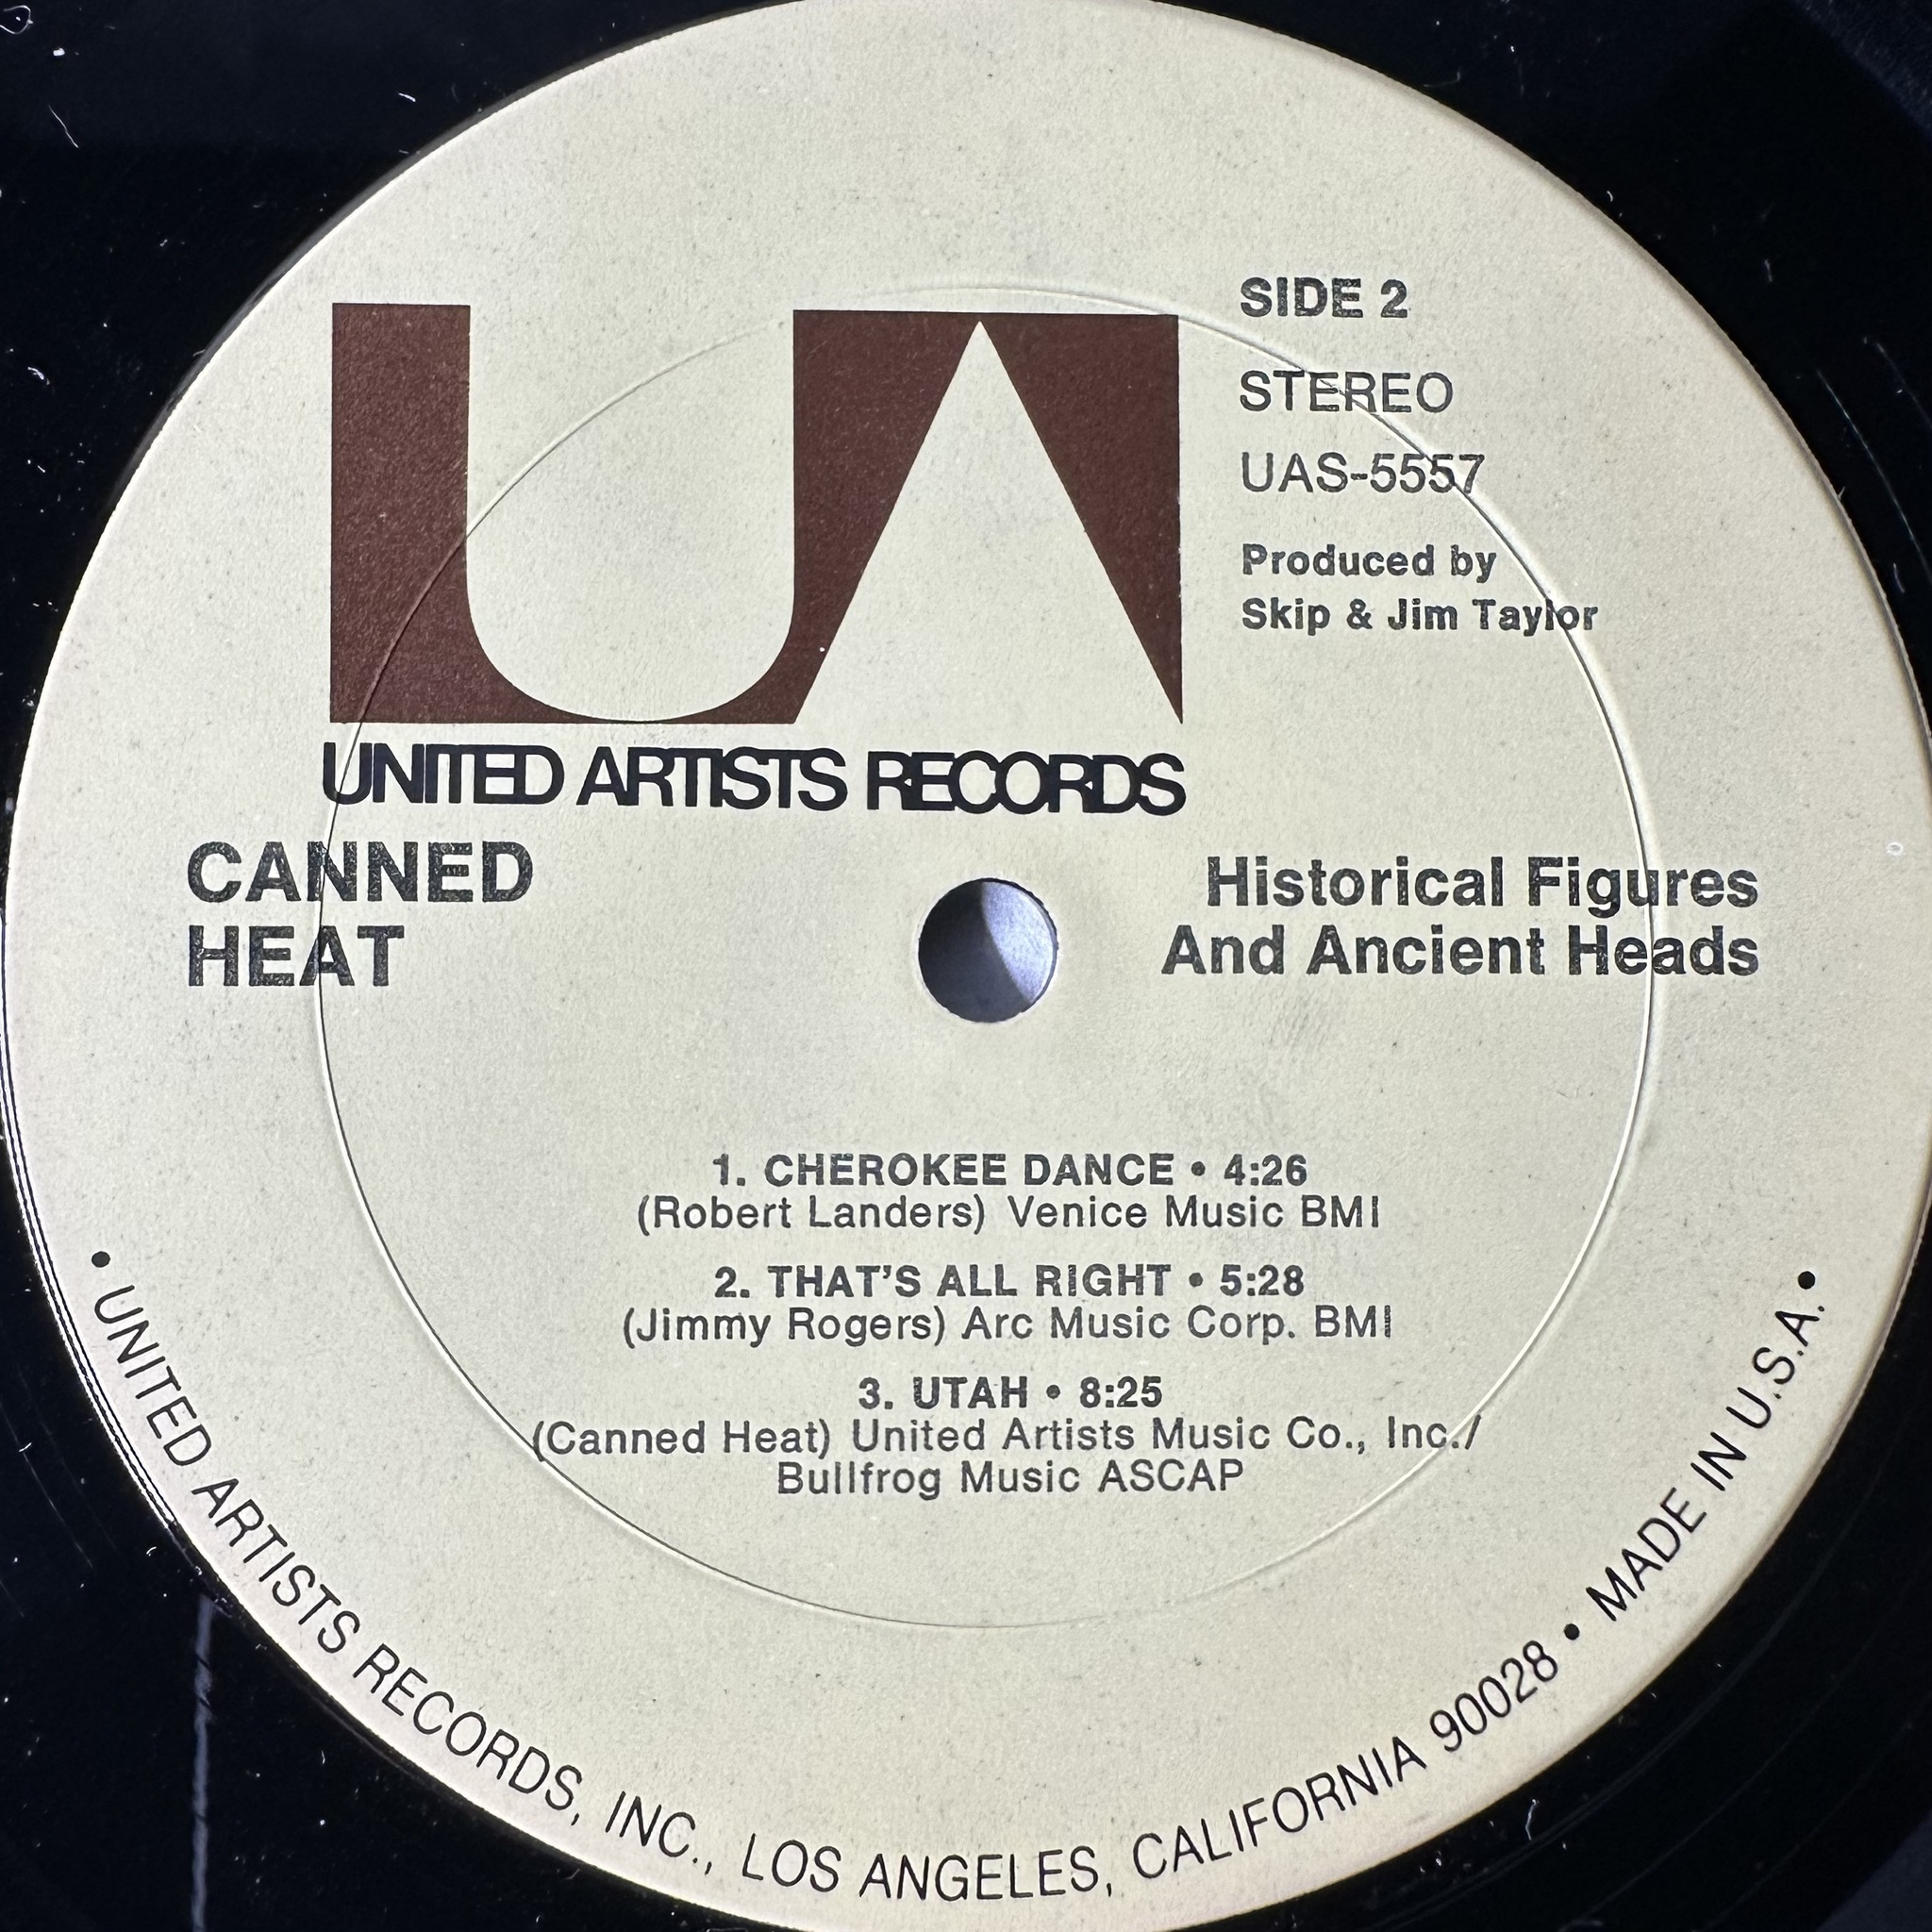 SIDE 2
STEREO
UAS-5557
Produced by
Skip & Jim Taylor
UA
UNITED ARTISTS RECORDS
CANNED
HEAT
Historical Figures
And Ancient Heads
1. CHEROKEE DANCE • 4:26
(Robert Landers) Venice Music BMI
2. THAT'S ALL RIGHT • 5:28
(Jimmy Rogers) Arc Music Corp. BMI
3. UTAH • 8:25
(Canned Heat) United Artists Music Co., Inc./
Bullfrog Music ASCAP
• UNITED ARTISTS RECORDS, INC., LOS ANGELES, CALIFORNIA 90028 • MADE IN U.S.A. •